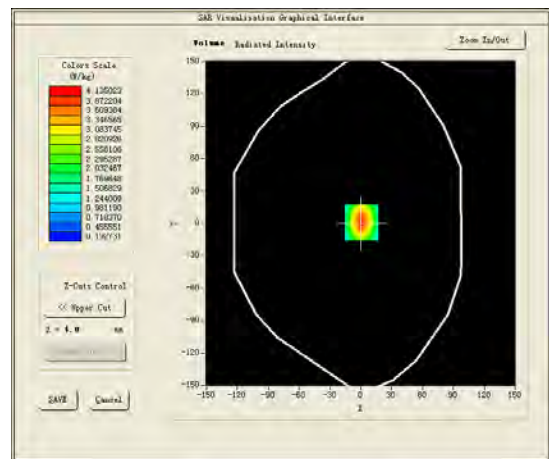 SAR Visualisation Graphical Interface
Volume Radiated Intensity
Zoom In/Out
Colors Scale
(W/kg)
4.135023
3.872204
3.609384
3.346565
3.083745
2.820926
2.558106
2.295287
2.032467
1.769648
1.506829
1.244009
0.981190
0.718370
0.455551
0.192731
150
120
90
60
30
0
-30
-60
-90
-120
-150
-150 -120 -90 -60 -30 0 30 60 90 120 150
X
Z-Cuts Control
<< Upper Cut
Z = 4.0 mm
SAVE
Cancel